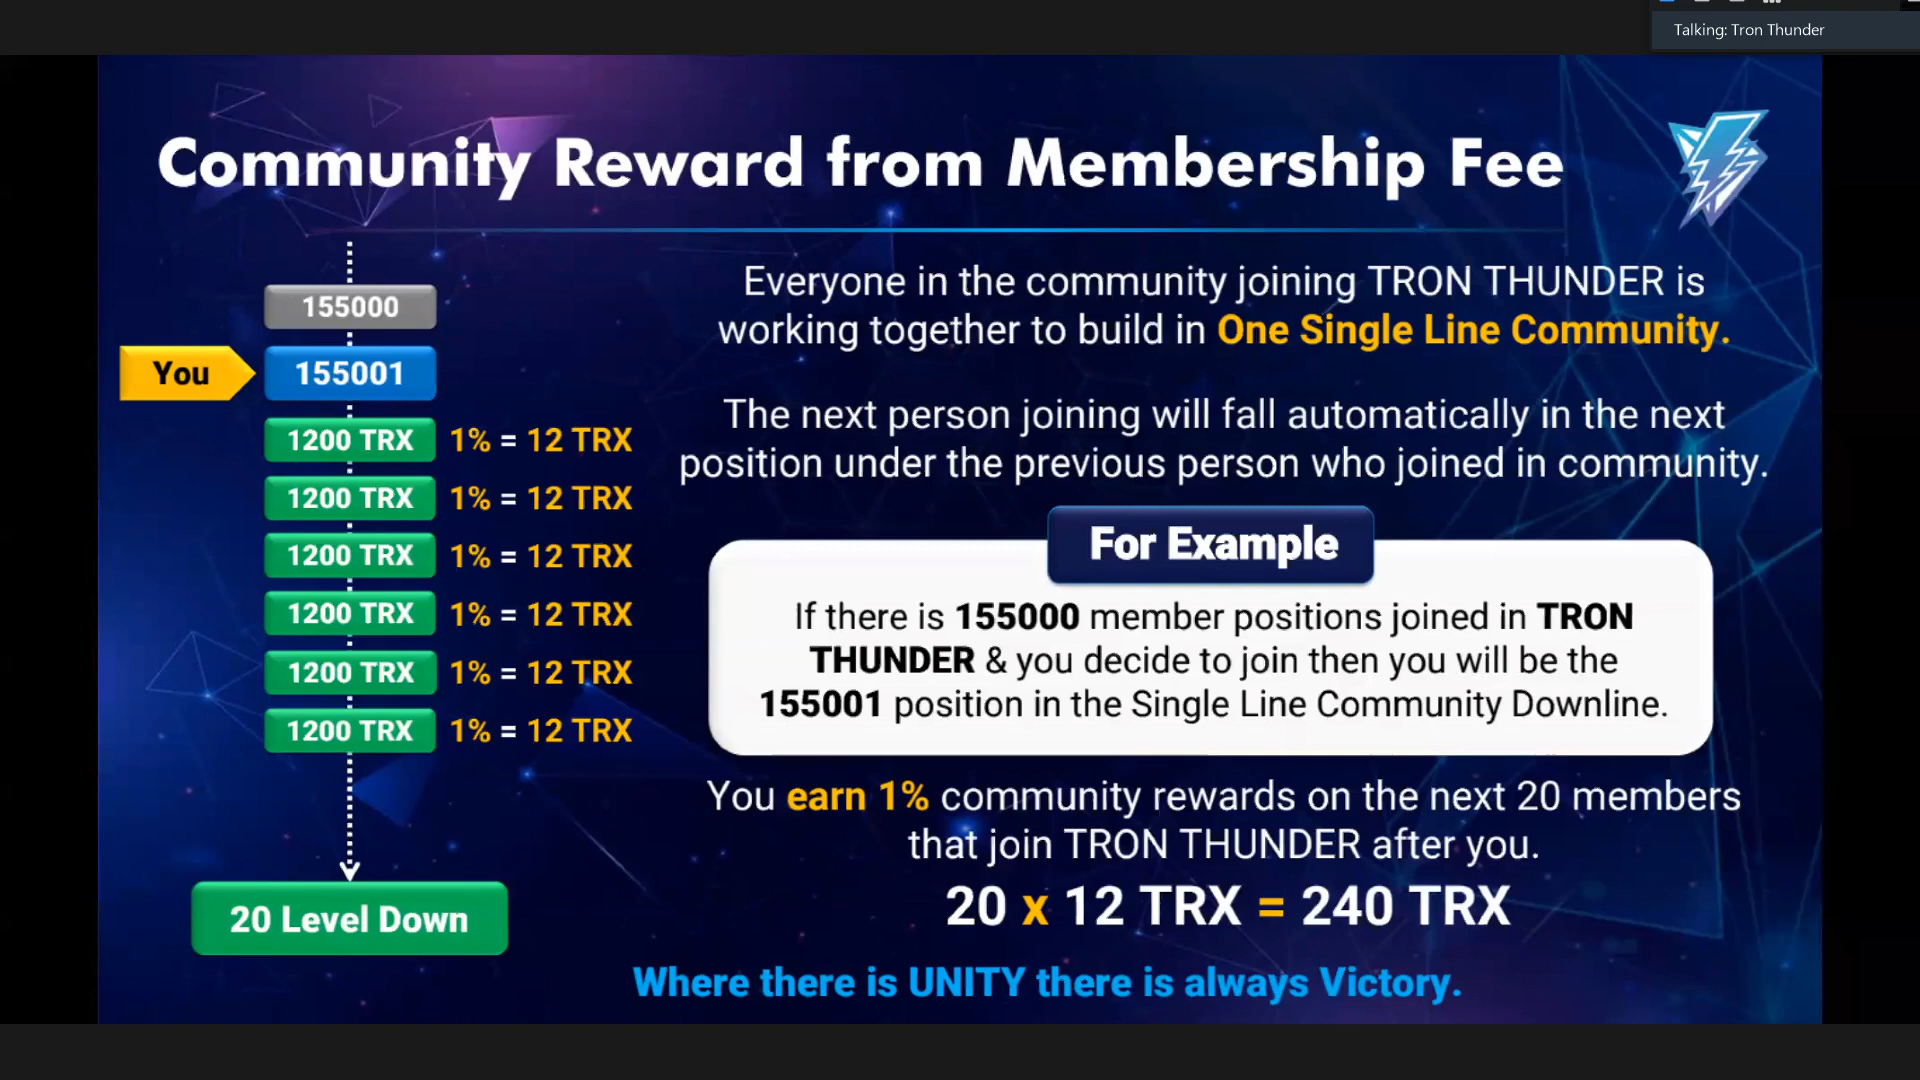 Talking: Tron Thunder
Community Reward from Membership Fee
155000
You
155001
1200 TRX 1% = 12 TRX
1200 TRX 1% = 12 TRX
1200 TRX 1% = 12 TRX
1200 TRX 1% = 12 TRX
1200 TRX 1% = 12 TRX
1200 TRX 1% = 12 TRX
20 Level Down
Everyone in the community joining TRON THUNDER is
working together to build in One Single Line Community.
The next person joining will fall automatically in the next
position under the previous person who joined in community.
For Example
If there is 155000 member positions joined in TRON
THUNDER & you decide to join then you will be the
155001 position in the Single Line Community Downline.
You earn 1% community rewards on the next 20 members
that join TRON THUNDER after you.
20 x 12 TRX = 240 TRX
Where there is UNITY there is always Victory.